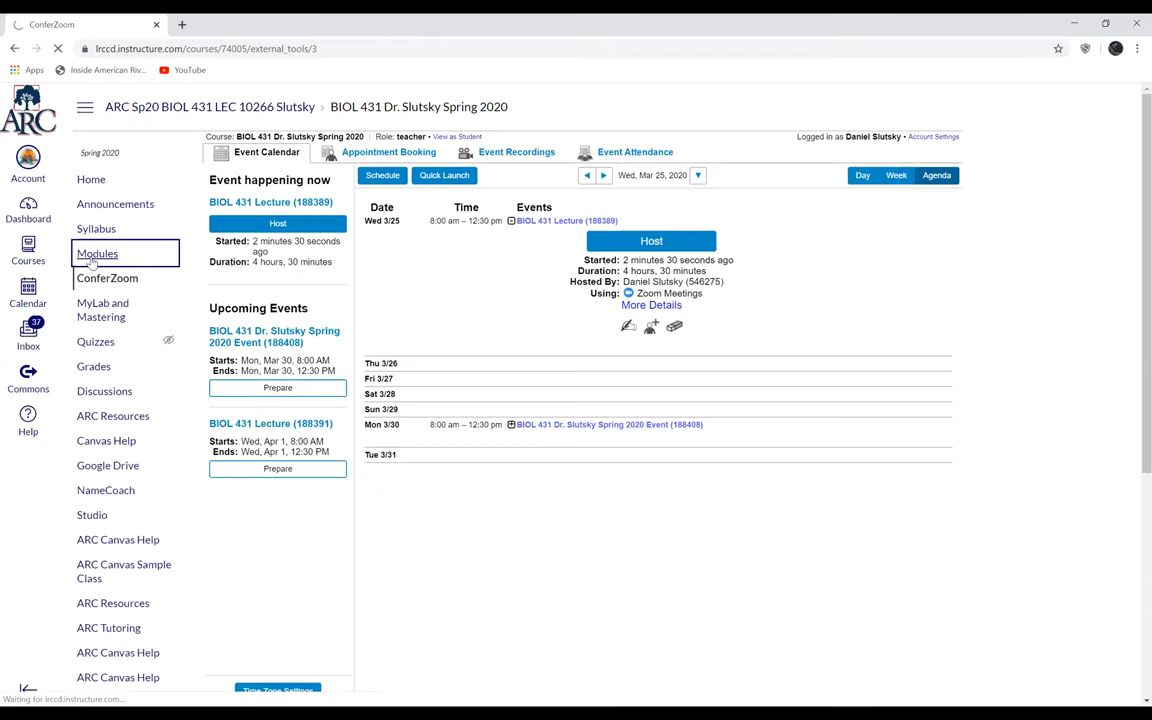 ConferZoom
lrccd.instructure.com/courses/74005/external_tools/3
Apps Inside American Riv... YouTube
ARC
ARC Sp20 BIOL 431 LEC 10266 Slutsky › BIOL 431 Dr. Slutsky Spring 2020
Account
Dashboard
Courses
Calendar
37
Inbox
Commons
Help
Spring 2020
Home
Announcements
Syllabus
Modules
ConferZoom
MyLab and
Mastering
Quizzes
Grades
Discussions
ARC Resources
Canvas Help
Google Drive
NameCoach
Studio
ARC Canvas Help
ARC Canvas Sample
Class
ARC Resources
ARC Tutoring
ARC Canvas Help
ARC Canvas Help
Course: BIOL 431 Dr. Slutsky Spring 2020 Role: teacher • View as Student
Logged in as Daniel Slutsky • Account Settings
Event Calendar Appointment Booking Event Recordings Event Attendance
Event happening now
BIOL 431 Lecture (188389)
Host
Started: 2 minutes 30 seconds
ago
Duration: 4 hours, 30 minutes
Upcoming Events
BIOL 431 Dr. Slutsky Spring
2020 Event (188408)
Starts: Mon, Mar 30, 8:00 AM
Ends: Mon, Mar 30, 12:30 PM
Prepare
BIOL 431 Lecture (188391)
Starts: Wed, Apr 1, 8:00 AM
Ends: Wed, Apr 1, 12:30 PM
Prepare
Time Zone Settings
Schedule Quick Launch Wed, Mar 25, 2020 Day Week Agenda
Date Time Events
Wed 3/25 8:00 am – 12:30 pm BIOL 431 Lecture (188389)
Host
Started: 2 minutes 30 seconds ago
Duration: 4 hours, 30 minutes
Hosted By: Daniel Slutsky (546275)
Using: Zoom Meetings
More Details
Thu 3/26
Fri 3/27
Sat 3/28
Sun 3/29
Mon 3/30 8:00 am – 12:30 pm BIOL 431 Dr. Slutsky Spring 2020 Event (188408)
Tue 3/31
Waiting for lrccd.instructure.com...